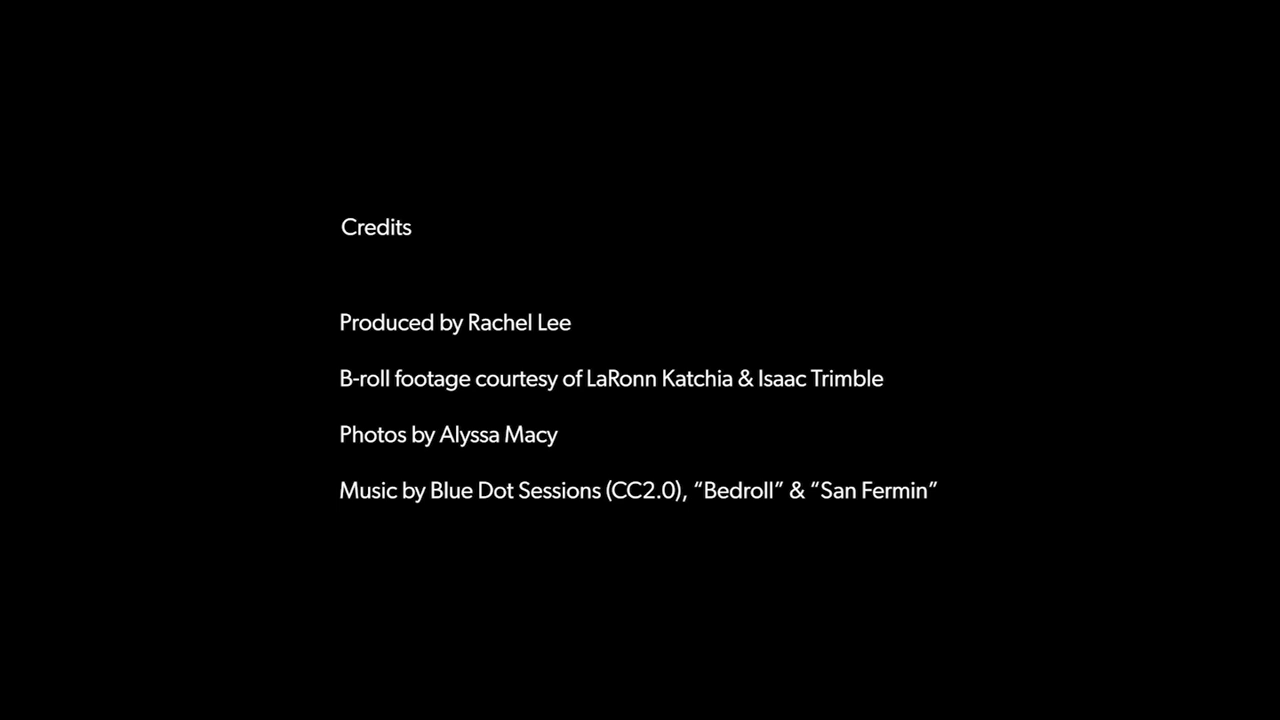 Credits
Produced by Rachel Lee
B-roll footage courtesy of LaRonn Katchia & Isaac Trimble
Photos by Alyssa Macy
Music by Blue Dot Sessions (CC2.0), “Bedroll” & “San Fermin”